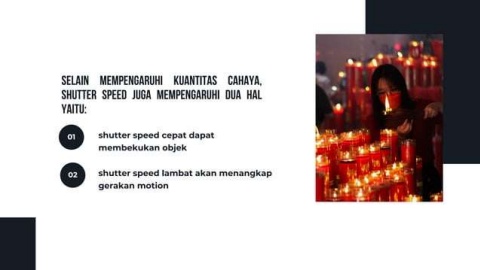 SELAIN MEMPENGARUHI KUANTITAS CAHAYA,
SHUTTER SPEED JUGA MEMPENGARUHI DUA HAL
YAITU:
01
shutter speed cepat dapat
membekukan objek
02
shutter speed lambat akan menangkap
gerakan motion